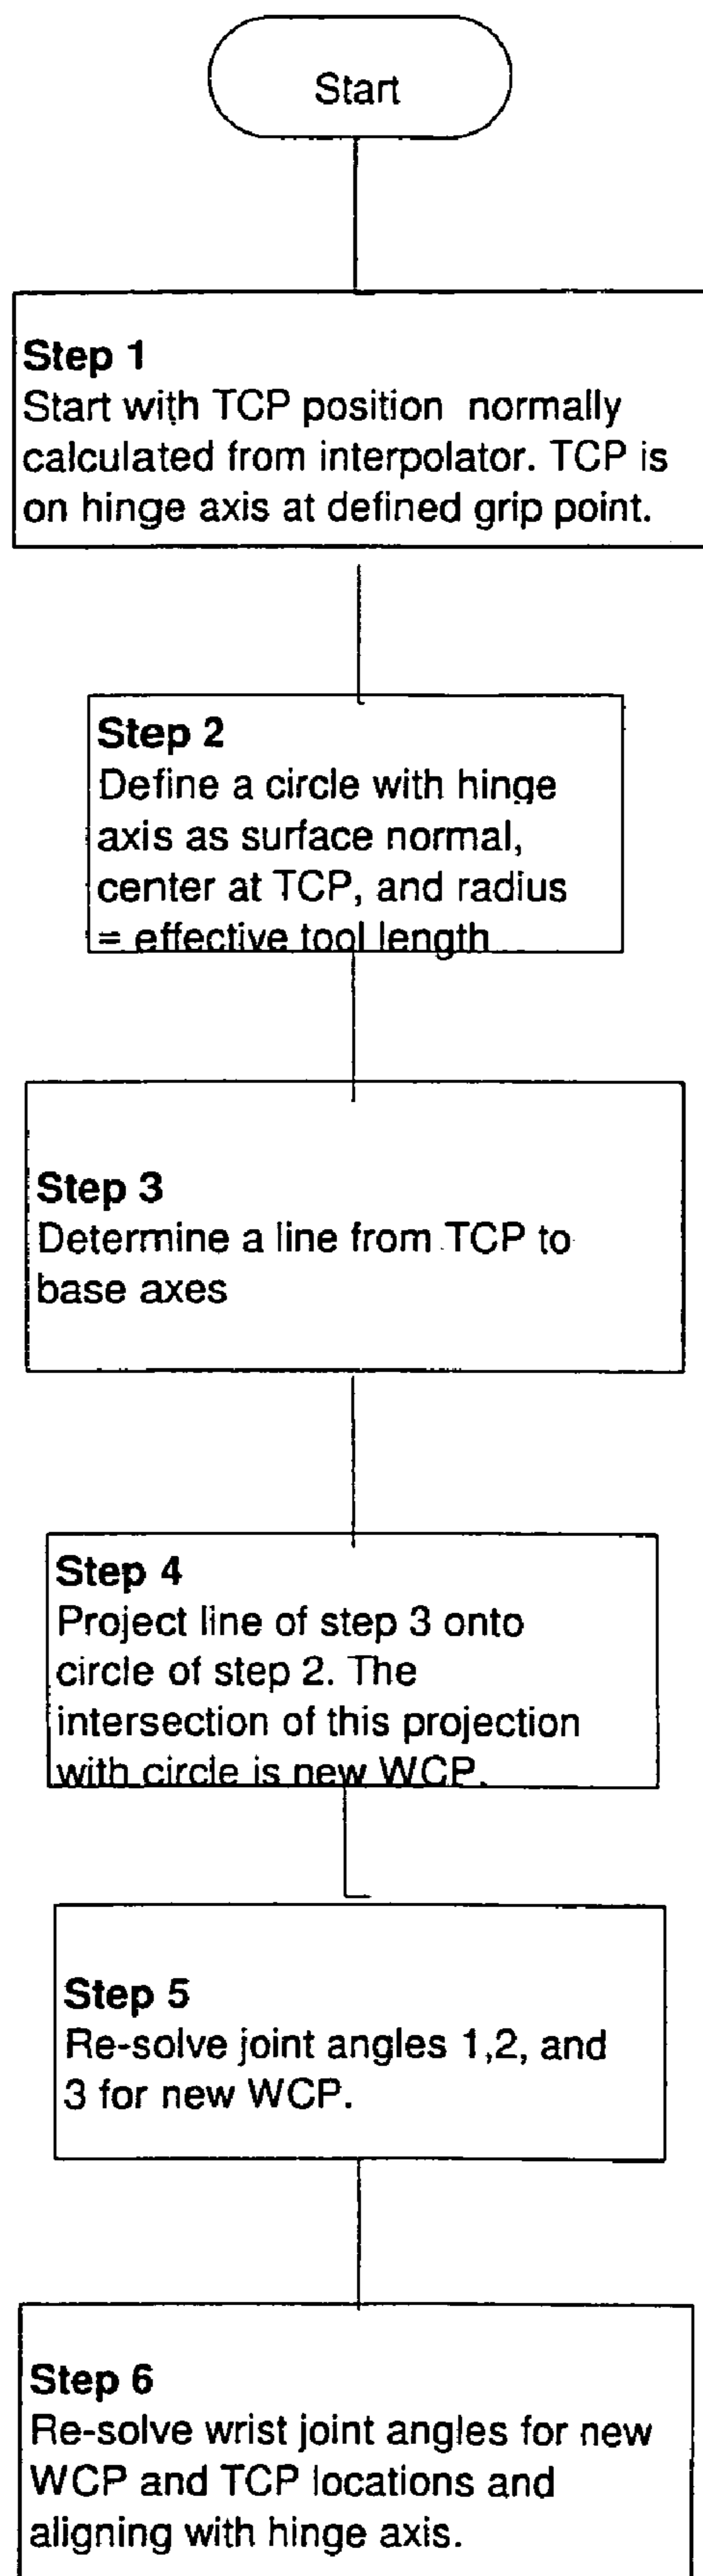 Start
Step 1
Start with TCP position normally
calculated from interpolator. TCP is
on hinge axis at defined grip point.
Step 2
Define a circle with hinge
axis as surface normal,
center at TCP, and radius
= effective tool length
Step 3
Determine a line from TCP to
base axes
Step 4
Project line of step 3 onto
circle of step 2. The
intersection of this projection
with circle is new WCP.
Step 5
Re-solve joint angles 1,2, and
3 for new WCP.
Step 6
Re-solve wrist joint angles for new
WCP and TCP locations and
aligning with hinge axis.